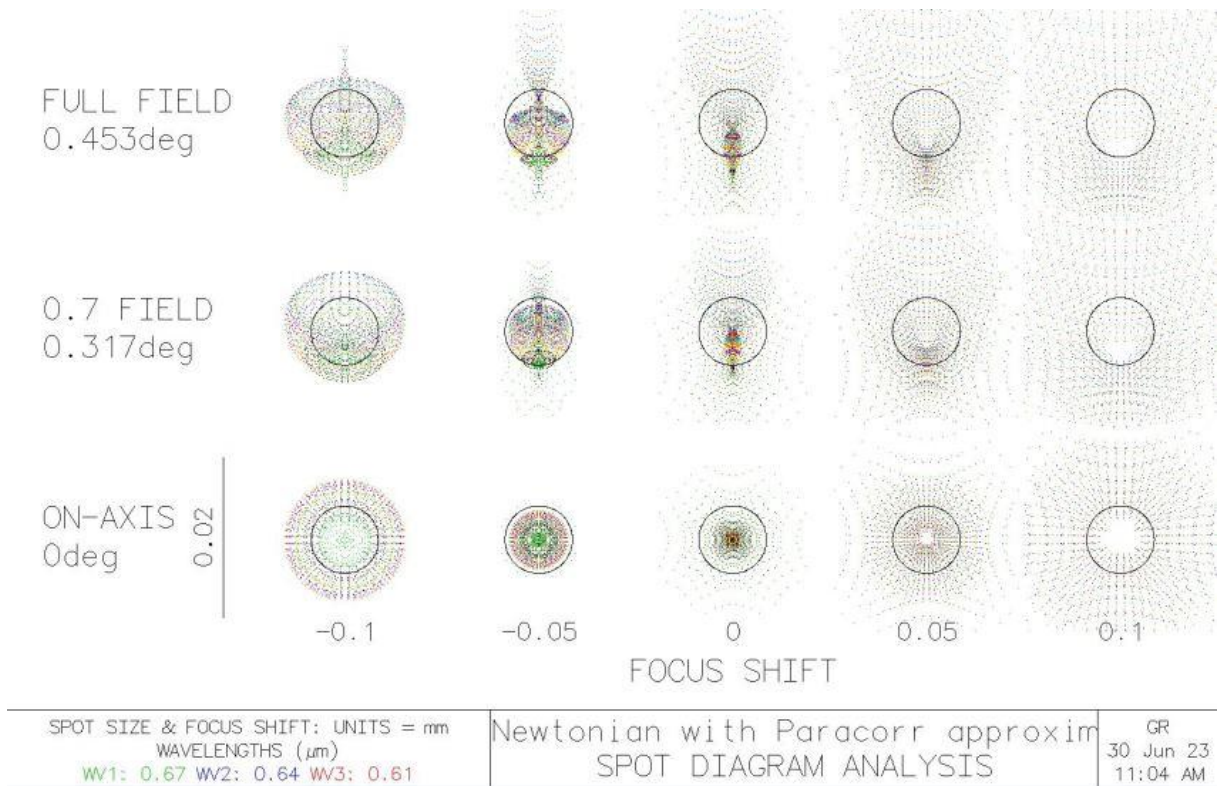 FULL FIELD
0.453deg
0.7 FIELD
0.317deg
ON-AXIS
0deg
0.02
-0.1 -0.05 0 0.05 0.1
FOCUS SHIFT
SPOT SIZE & FOCUS SHIFT: UNITS = mm
WAVELENGTHS (μm)
WV1: 0.67 WV2: 0.64 WV3: 0.61
Newtonian with Paracorr approxim
SPOT DIAGRAM ANALYSIS
GR
30 Jun 23
11:04 AM